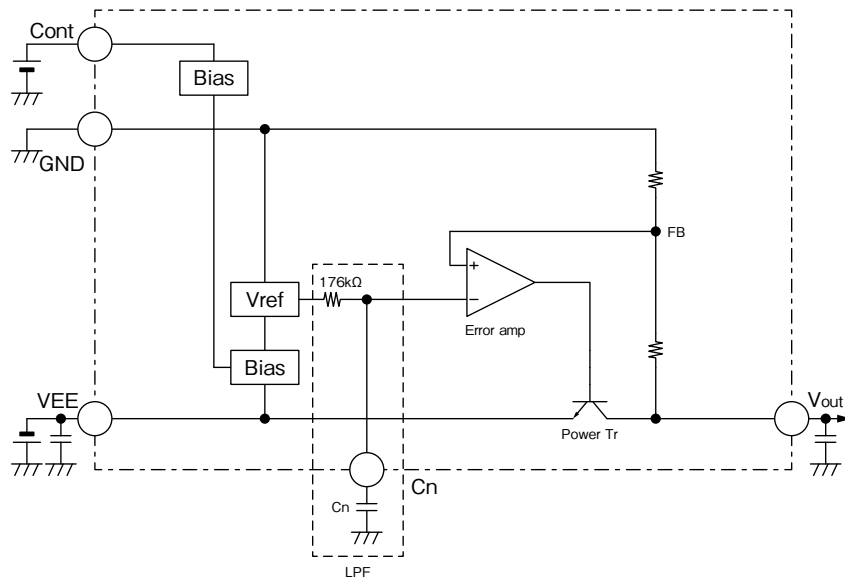 Cont
Bias
GND
FB
176kΩ
+
Vref
−
Error amp
Bias
VEE
Vout
Power Tr
Cn
Cn
LPF